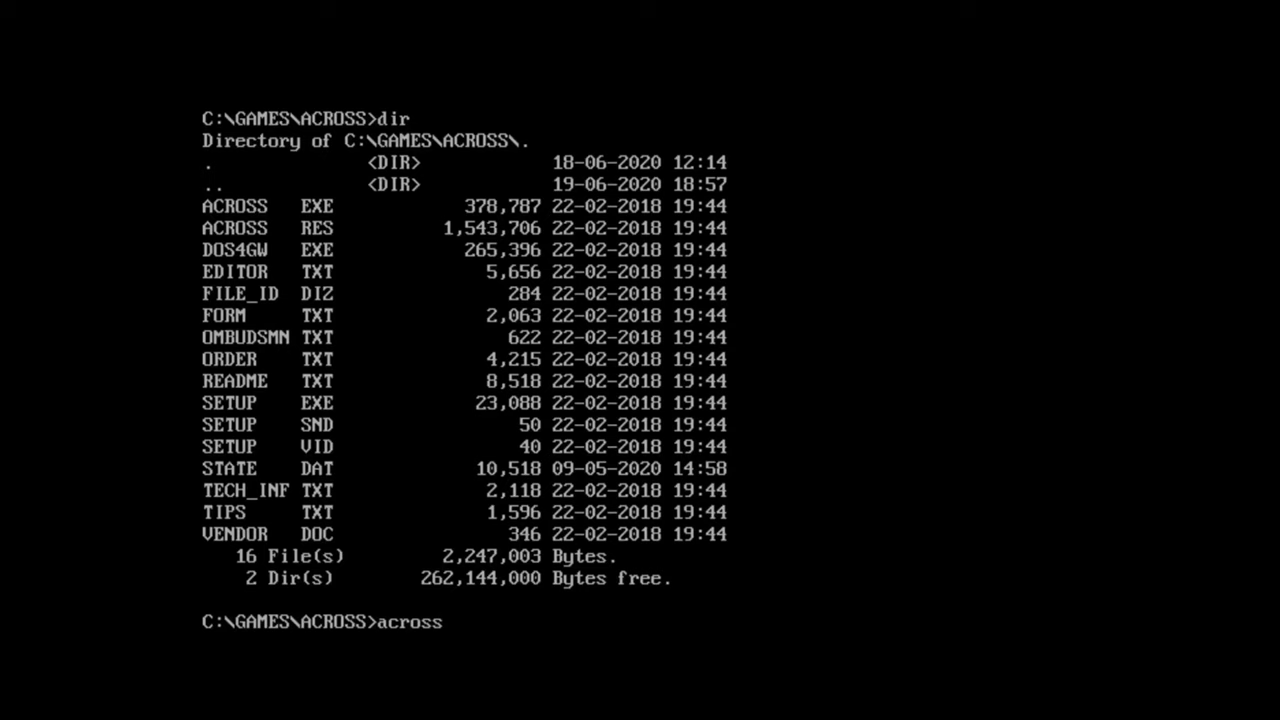 C:\GAMES\ACROSS>dir
Directory of C:\GAMES\ACROSS\.
. <DIR> 18-06-2020 12:14
.. <DIR> 19-06-2020 18:57
ACROSS EXE 378,787 22-02-2018 19:44
ACROSS RES 1,543,706 22-02-2018 19:44
DOS4GW EXE 265,396 22-02-2018 19:44
EDITOR TXT 5,656 22-02-2018 19:44
FILE_ID DIZ 284 22-02-2018 19:44
FORM TXT 2,063 22-02-2018 19:44
OMBUDSMN TXT 622 22-02-2018 19:44
ORDER TXT 4,215 22-02-2018 19:44
README TXT 8,518 22-02-2018 19:44
SETUP EXE 23,088 22-02-2018 19:44
SETUP SND 50 22-02-2018 19:44
SETUP VID 40 22-02-2018 19:44
STATE DAT 10,518 09-05-2020 14:58
TECH_INF TXT 2,118 22-02-2018 19:44
TIPS TXT 1,596 22-02-2018 19:44
VENDOR DOC 346 22-02-2018 19:44
16 File(s) 2,247,003 Bytes.
2 Dir(s) 262,144,000 Bytes free.
C:\GAMES\ACROSS>across